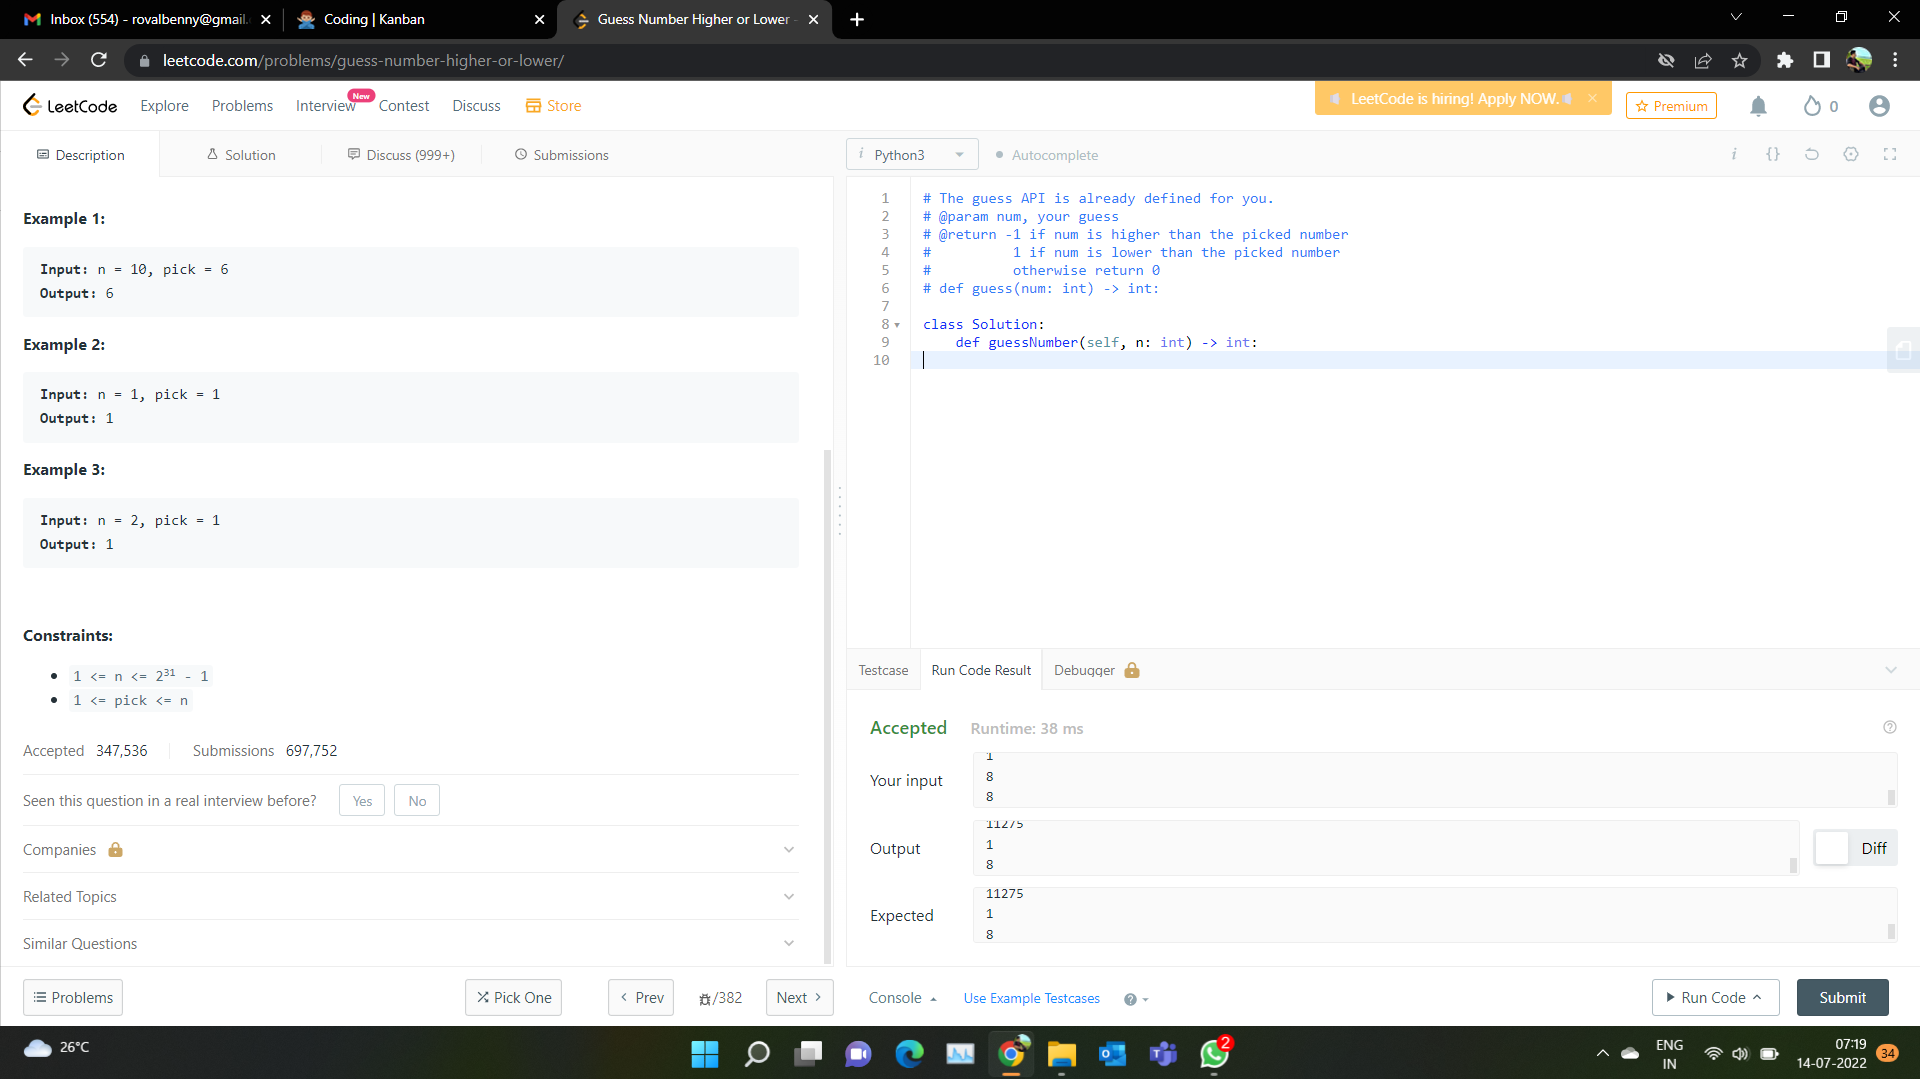 Inbox (554) - rovalbenny@gmail.
Coding | Kanban
Guess Number Higher or Lower -
leetcode.com/problems/guess-number-higher-or-lower/
LeetCode
Explore
Problems
Interview
New
Contest
Discuss
Store
LeetCode is hiring! Apply NOW.
Premium
0
Description
Solution
Discuss (999+)
Submissions
Example 1:
Input: n = 10, pick = 6
Output: 6
Example 2:
Input: n = 1, pick = 1
Output: 1
Example 3:
Input: n = 2, pick = 1
Output: 1
Constraints:
1 <= n <= 2³¹ - 1
1 <= pick <= n
Accepted 347,536 Submissions 697,752
Seen this question in a real interview before? Yes No
Companies
Related Topics
Similar Questions
Problems
Pick One
Prev
/382
Next
i Python3
Autocomplete
i {}
1 # The guess API is already defined for you.
2 # @param num, your guess
3 # @return -1 if num is higher than the picked number
4 # 1 if num is lower than the picked number
5 # otherwise return 0
6 # def guess(num: int) -> int:
7
8 class Solution:
9 def guessNumber(self, n: int) -> int:
10
Testcase
Run Code Result
Debugger
Accepted Runtime: 38 ms
Your input
1
8
8
Output
11275
1
8
Diff
Expected
11275
1
8
Console
Use Example Testcases
Run Code
Submit
26°C
2
ENG
IN
07:19
14-07-2022
34